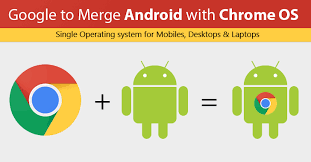 Google to Merge Android with Chrome OS
Single Operating system for Mobiles, Desktops & Laptops
+
=